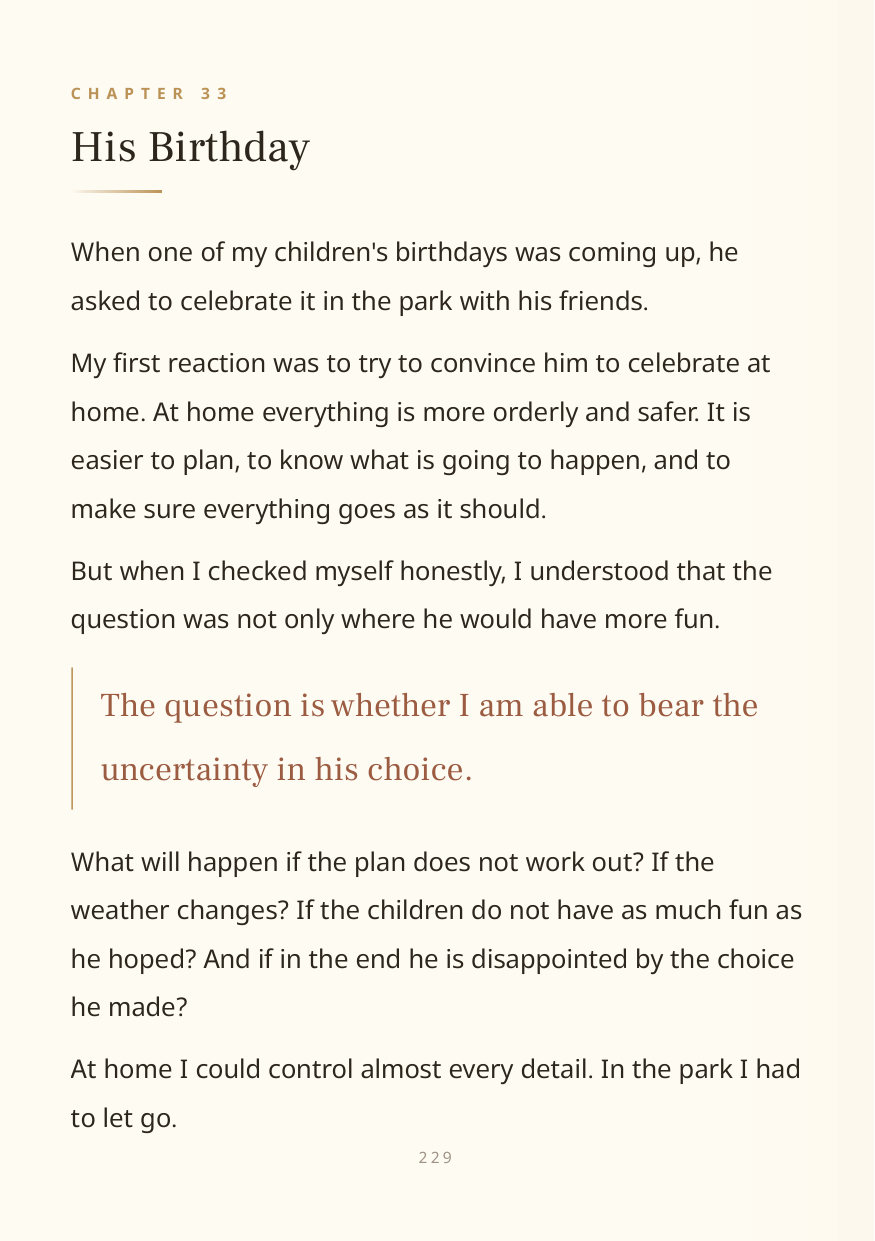 CHAPTER 33
His Birthday
When one of my children's birthdays was coming up, he
asked to celebrate it in the park with his friends.
My first reaction was to try to convince him to celebrate at
home. At home everything is more orderly and safer. It is
easier to plan, to know what is going to happen, and to
make sure everything goes as it should.
But when I checked myself honestly, I understood that the
question was not only where he would have more fun.
The question is whether I am able to bear the
uncertainty in his choice.
What will happen if the plan does not work out? If the
weather changes? If the children do not have as much fun as
he hoped? And if in the end he is disappointed by the choice
he made?
At home I could control almost every detail. In the park I had
to let go.
229